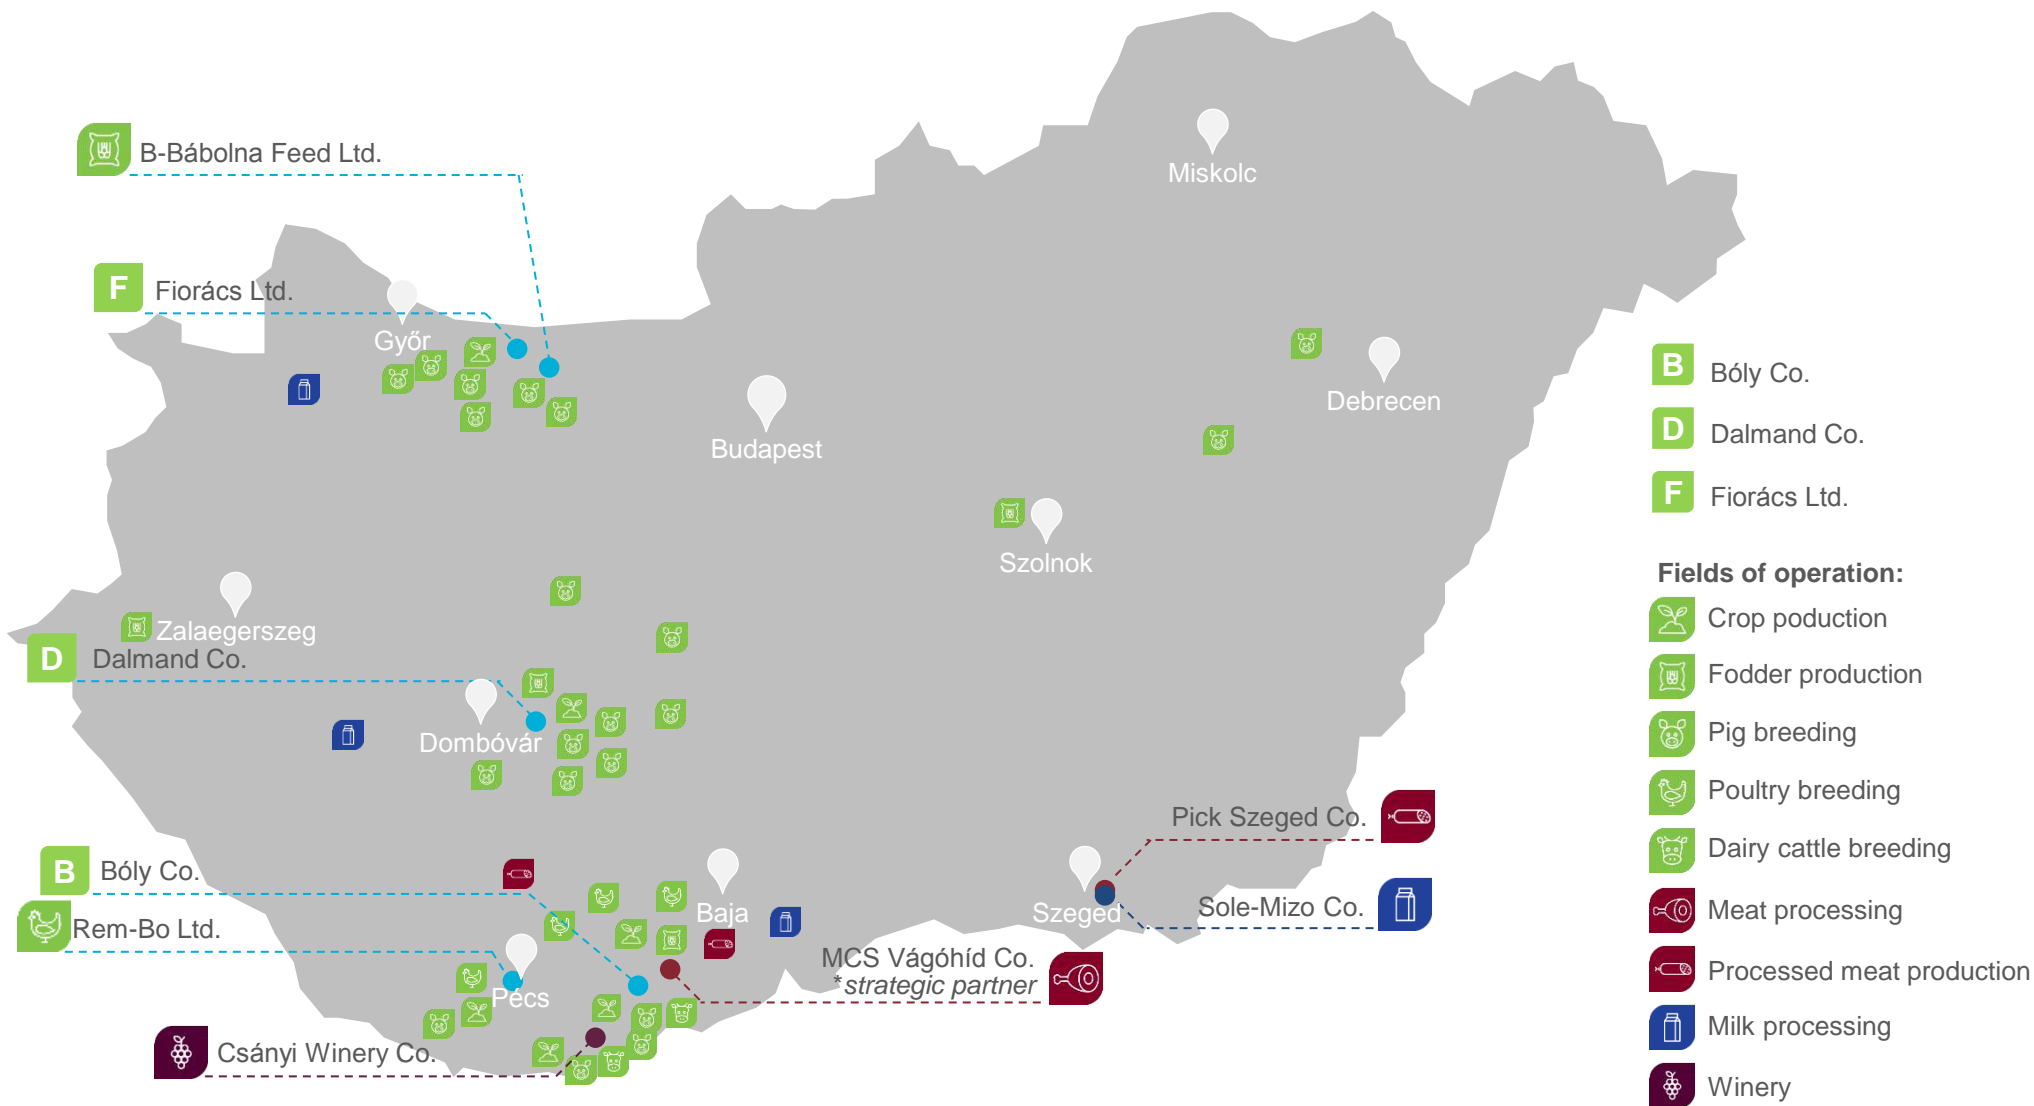 B-Bábolna Feed Ltd.
Miskolc
F
Fiorács Ltd.
Győr
Budapest
Debrecen
Szolnok
Zalaegerszeg
D
Dalmand Co.
Dombóvár
Pick Szeged Co.
B
Bóly Co.
Baja
Szeged
Sole-Mizo Co.
Rem-Bo Ltd.
MCS Vágóhíd Co.
*strategic partner
Pécs
Csányi Winery Co.
B
Bóly Co.
D
Dalmand Co.
F
Fiorács Ltd.
Fields of operation:
Crop poduction
Fodder production
Pig breeding
Poultry breeding
Dairy cattle breeding
Meat processing
Processed meat production
Milk processing
Winery